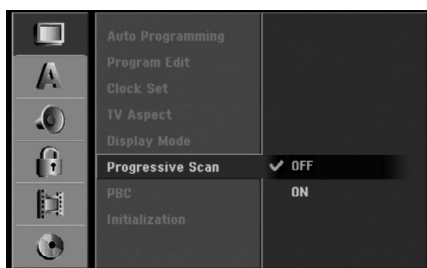 Auto Programming
Program Edit
Clock Set
TV Aspect
Display Mode
Progressive Scan ✔ OFF
PBC ON
Initialization